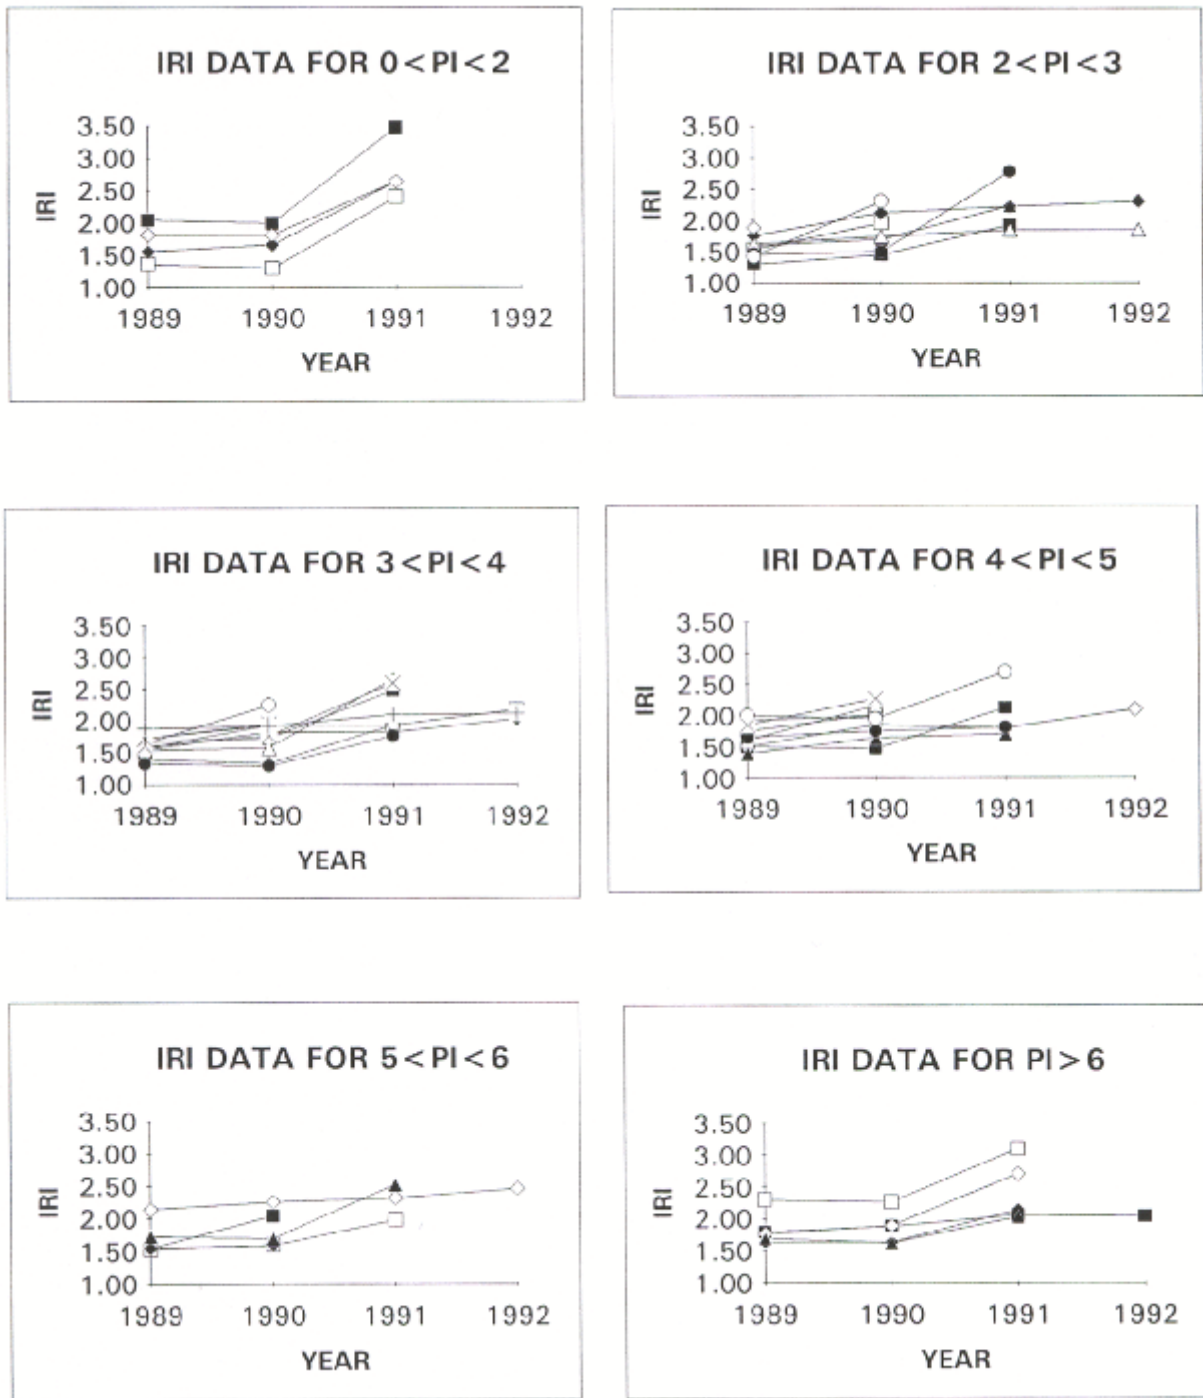 IRI DATA FOR 0<PI<2
3.50
3.00
2.50
2.00
1.50
1.00
IRI
1989 1990 1991 1992
YEAR
IRI DATA FOR 2<PI<3
3.50
3.00
2.50
2.00
1.50
1.00
IRI
1989 1990 1991 1992
YEAR
IRI DATA FOR 3<PI<4
3.50
3.00
2.50
2.00
1.50
1.00
IRI
1989 1990 1991 1992
YEAR
IRI DATA FOR 4<PI<5
3.50
3.00
2.50
2.00
1.50
1.00
IRI
1989 1990 1991 1992
YEAR
IRI DATA FOR 5<PI<6
3.50
3.00
2.50
2.00
1.50
1.00
IRI
1989 1990 1991 1992
YEAR
IRI DATA FOR PI>6
3.50
3.00
2.50
2.00
1.50
1.00
IRI
1989 1990 1991 1992
YEAR